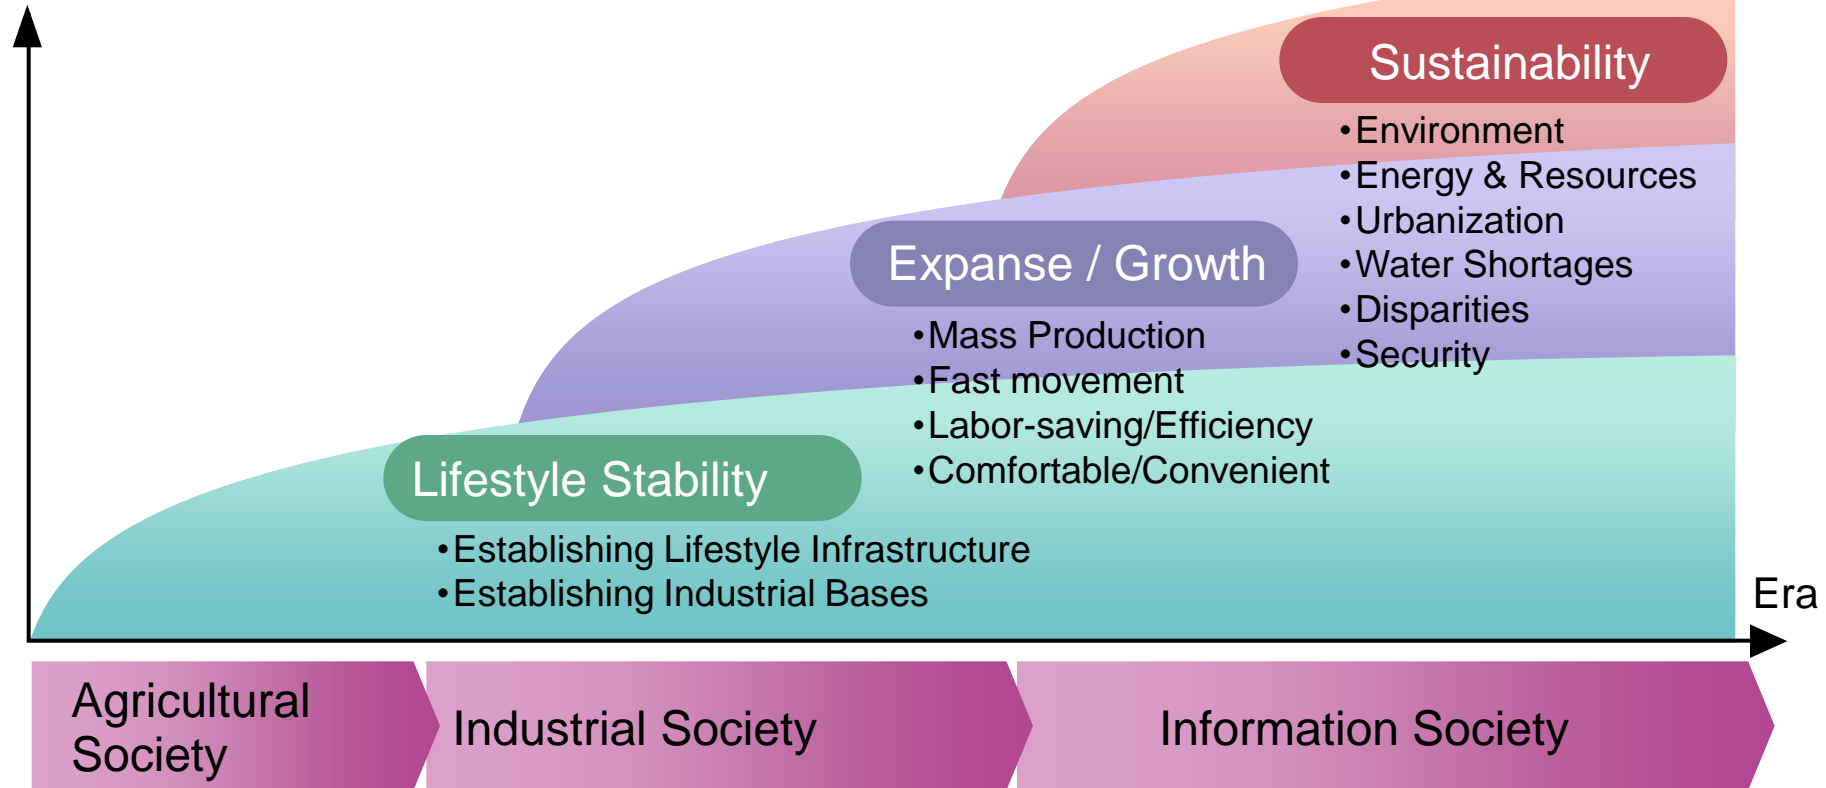 Sustainability
•Environment
•Energy & Resources
•Urbanization
•Water Shortages
•Disparities
•Security
Expanse / Growth
•Mass Production
•Fast movement
•Labor-saving/Efficiency
•Comfortable/Convenient
Lifestyle Stability
•Establishing Lifestyle Infrastructure
•Establishing Industrial Bases
Era
Agricultural
Society
Industrial Society
Information Society